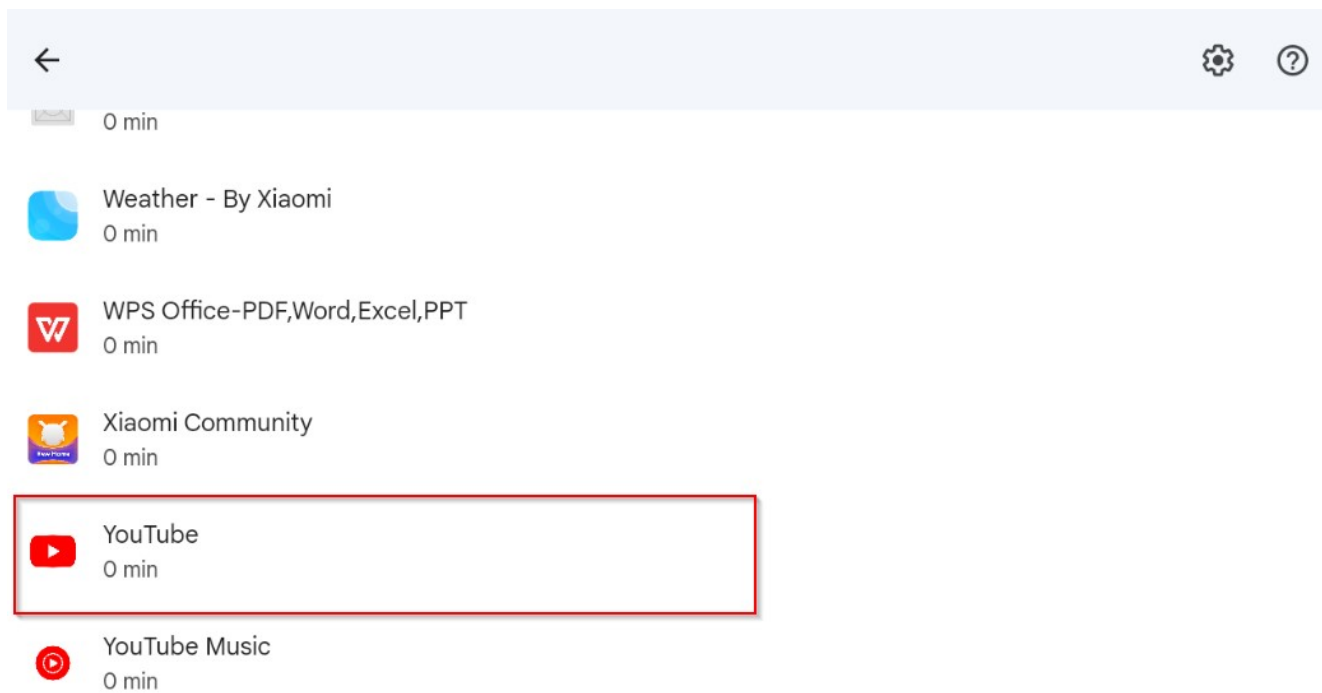 0 min
Weather - By Xiaomi
0 min
WPS Office-PDF,Word,Excel,PPT
0 min
Xiaomi Community
0 min
YouTube
0 min
YouTube Music
0 min